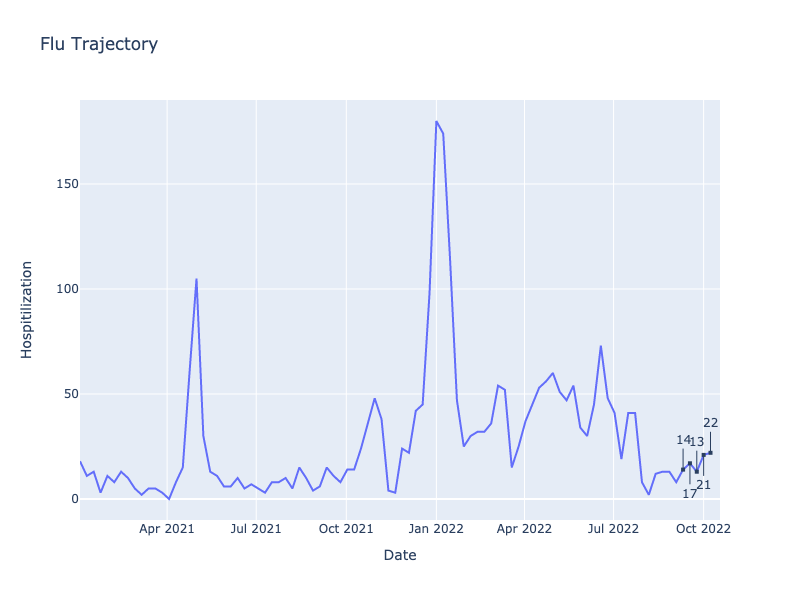 Flu Trajectory
Hospitilization
150
100
50
0
22
14
13
21
17
Apr 2021
Jul 2021
Oct 2021
Jan 2022
Apr 2022
Jul 2022
Oct 2022
Date